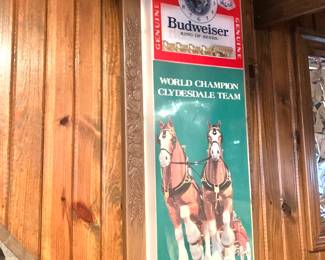 GENUINE
GENUINE
Budweiser
KING OF BEERS
WORLD CHAMPION
CLYDESDALE TEAM